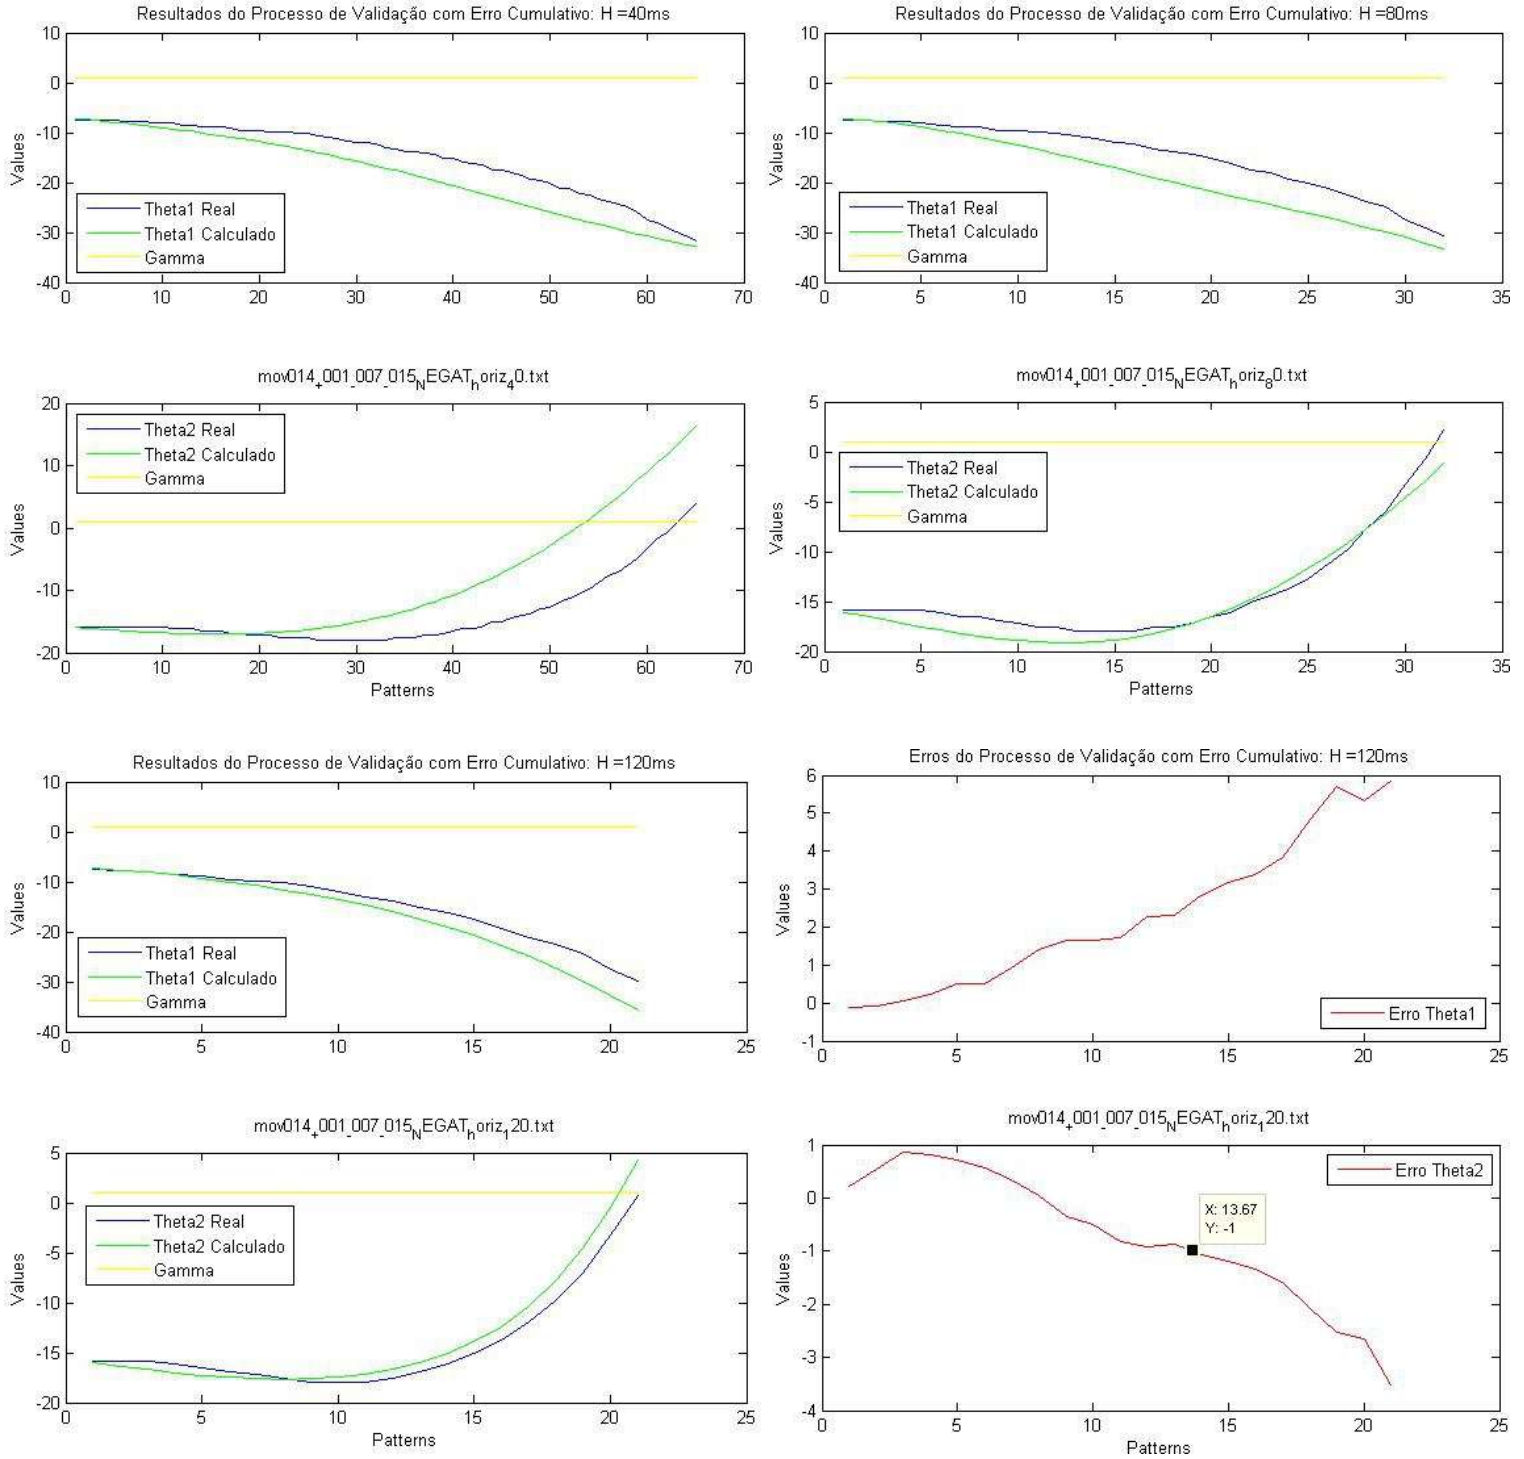 Resultados do Processo de Validação com Erro Cumulativo: H =40ms
10
0
-10
-20
-30
-40
Values
Theta1 Real
Theta1 Calculado
Gamma
0 10 20 30 40 50 60 70
Resultados do Processo de Validação com Erro Cumulativo: H =80ms
10
0
-10
-20
-30
-40
Values
Theta1 Real
Theta1 Calculado
Gamma
0 5 10 15 20 25 30 35
mov014_+001_007_015_NEGAT_horiz_40.txt
20
10
0
-10
-20
Values
Theta2 Real
Theta2 Calculado
Gamma
0 10 20 30 40 50 60 70
Patterns
mov014_+001_007_015_NEGAT_horiz_80.txt
5
0
-5
-10
-15
-20
Values
Theta2 Real
Theta2 Calculado
Gamma
0 5 10 15 20 25 30 35
Patterns
Resultados do Processo de Validação com Erro Cumulativo: H =120ms
10
0
-10
-20
-30
-40
Values
Theta1 Real
Theta1 Calculado
Gamma
0 5 10 15 20 25
Erros do Processo de Validação com Erro Cumulativo: H =120ms
6
5
4
3
2
1
0
-1
Values
Erro Theta1
0 5 10 15 20 25
mov014_+001_007_015_NEGAT_horiz_120.txt
5
0
-5
-10
-15
-20
Values
Theta2 Real
Theta2 Calculado
Gamma
0 5 10 15 20 25
Patterns
mov014_+001_007_015_NEGAT_horiz_120.txt
1
0
-1
-2
-3
-4
Values
Erro Theta2
X: 13.67
Y: -1
0 5 10 15 20 25
Patterns